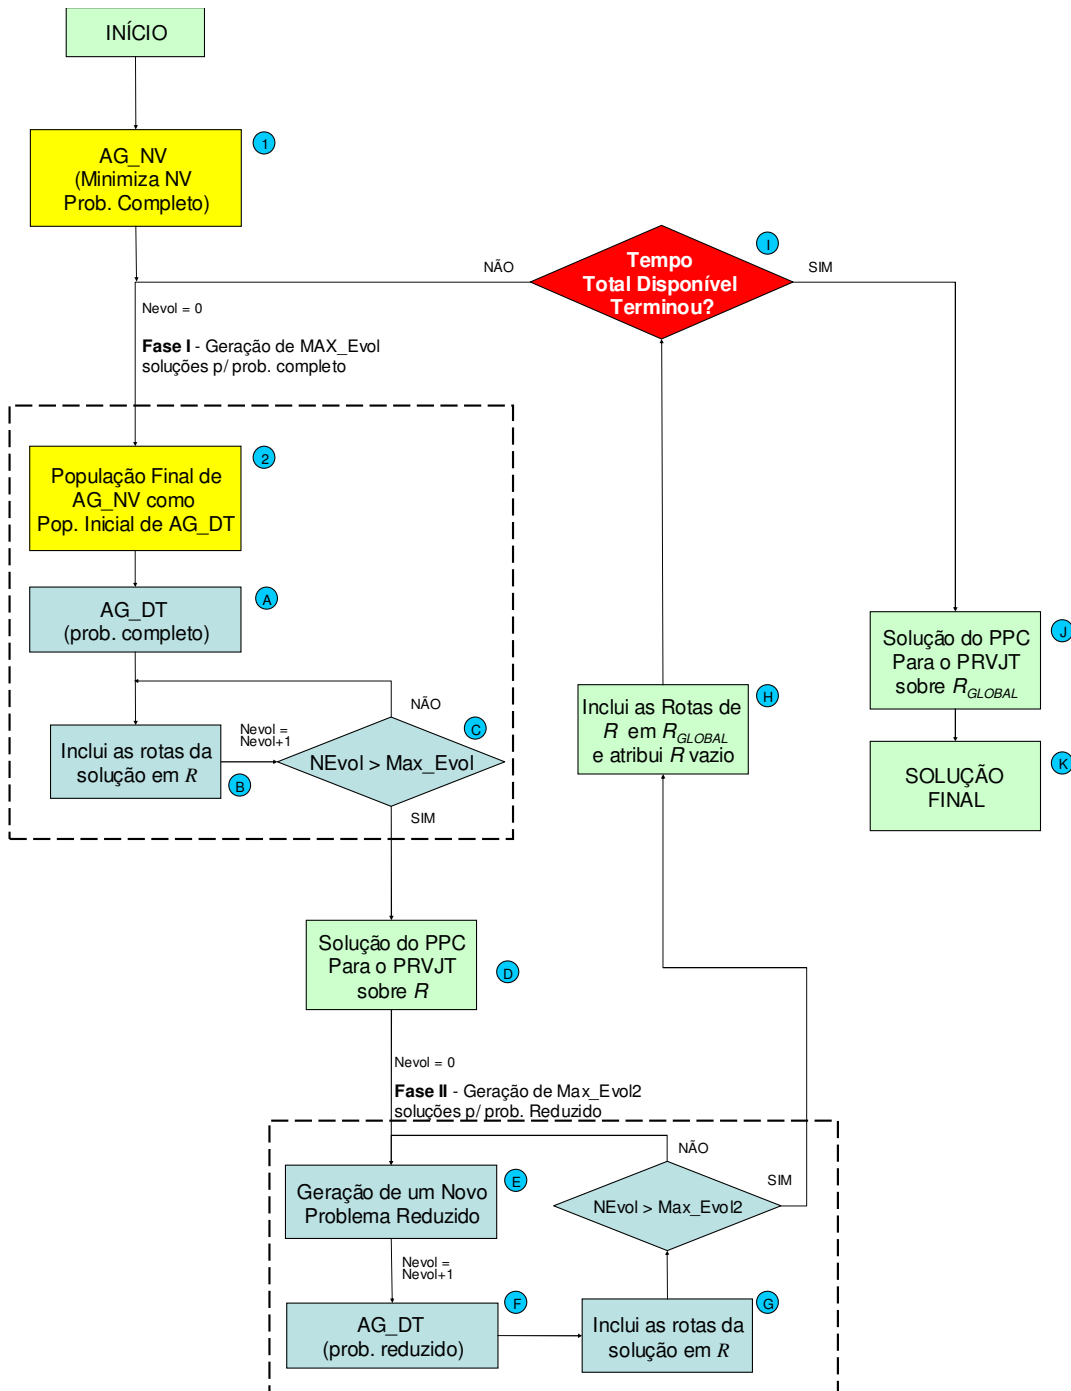 INÍCIO
1
AG_NV
(Minimiza NV
Prob. Completo)
I
NÃO
Tempo
Total Disponível
Terminou?
SIM
Nevol = 0
Fase I - Geração de MAX_Evol
soluções p/ prob. completo
2
População Final de
AG_NV como
Pop. Inicial de AG_DT
A
AG_DT
(prob. completo)
NÃO
Inclui as rotas da
solução em R
B
Nevol =
Nevol+1
C
NEvol > Max_Evol
SIM
H
Inclui as Rotas de
R em RGLOBAL
e atribui R vazio
J
Solução do PPC
Para o PRVJT
sobre RGLOBAL
K
SOLUÇÃO
FINAL
Solução do PPC
Para o PRVJT
sobre R
D
Nevol = 0
Fase II - Geração de Max_Evol2
soluções p/ prob. Reduzido
NÃO
SIM
E
Geração de um Novo
Problema Reduzido
NEvol > Max_Evol2
Nevol =
Nevol+1
F
AG_DT
(prob. reduzido)
G
Inclui as rotas da
solução em R